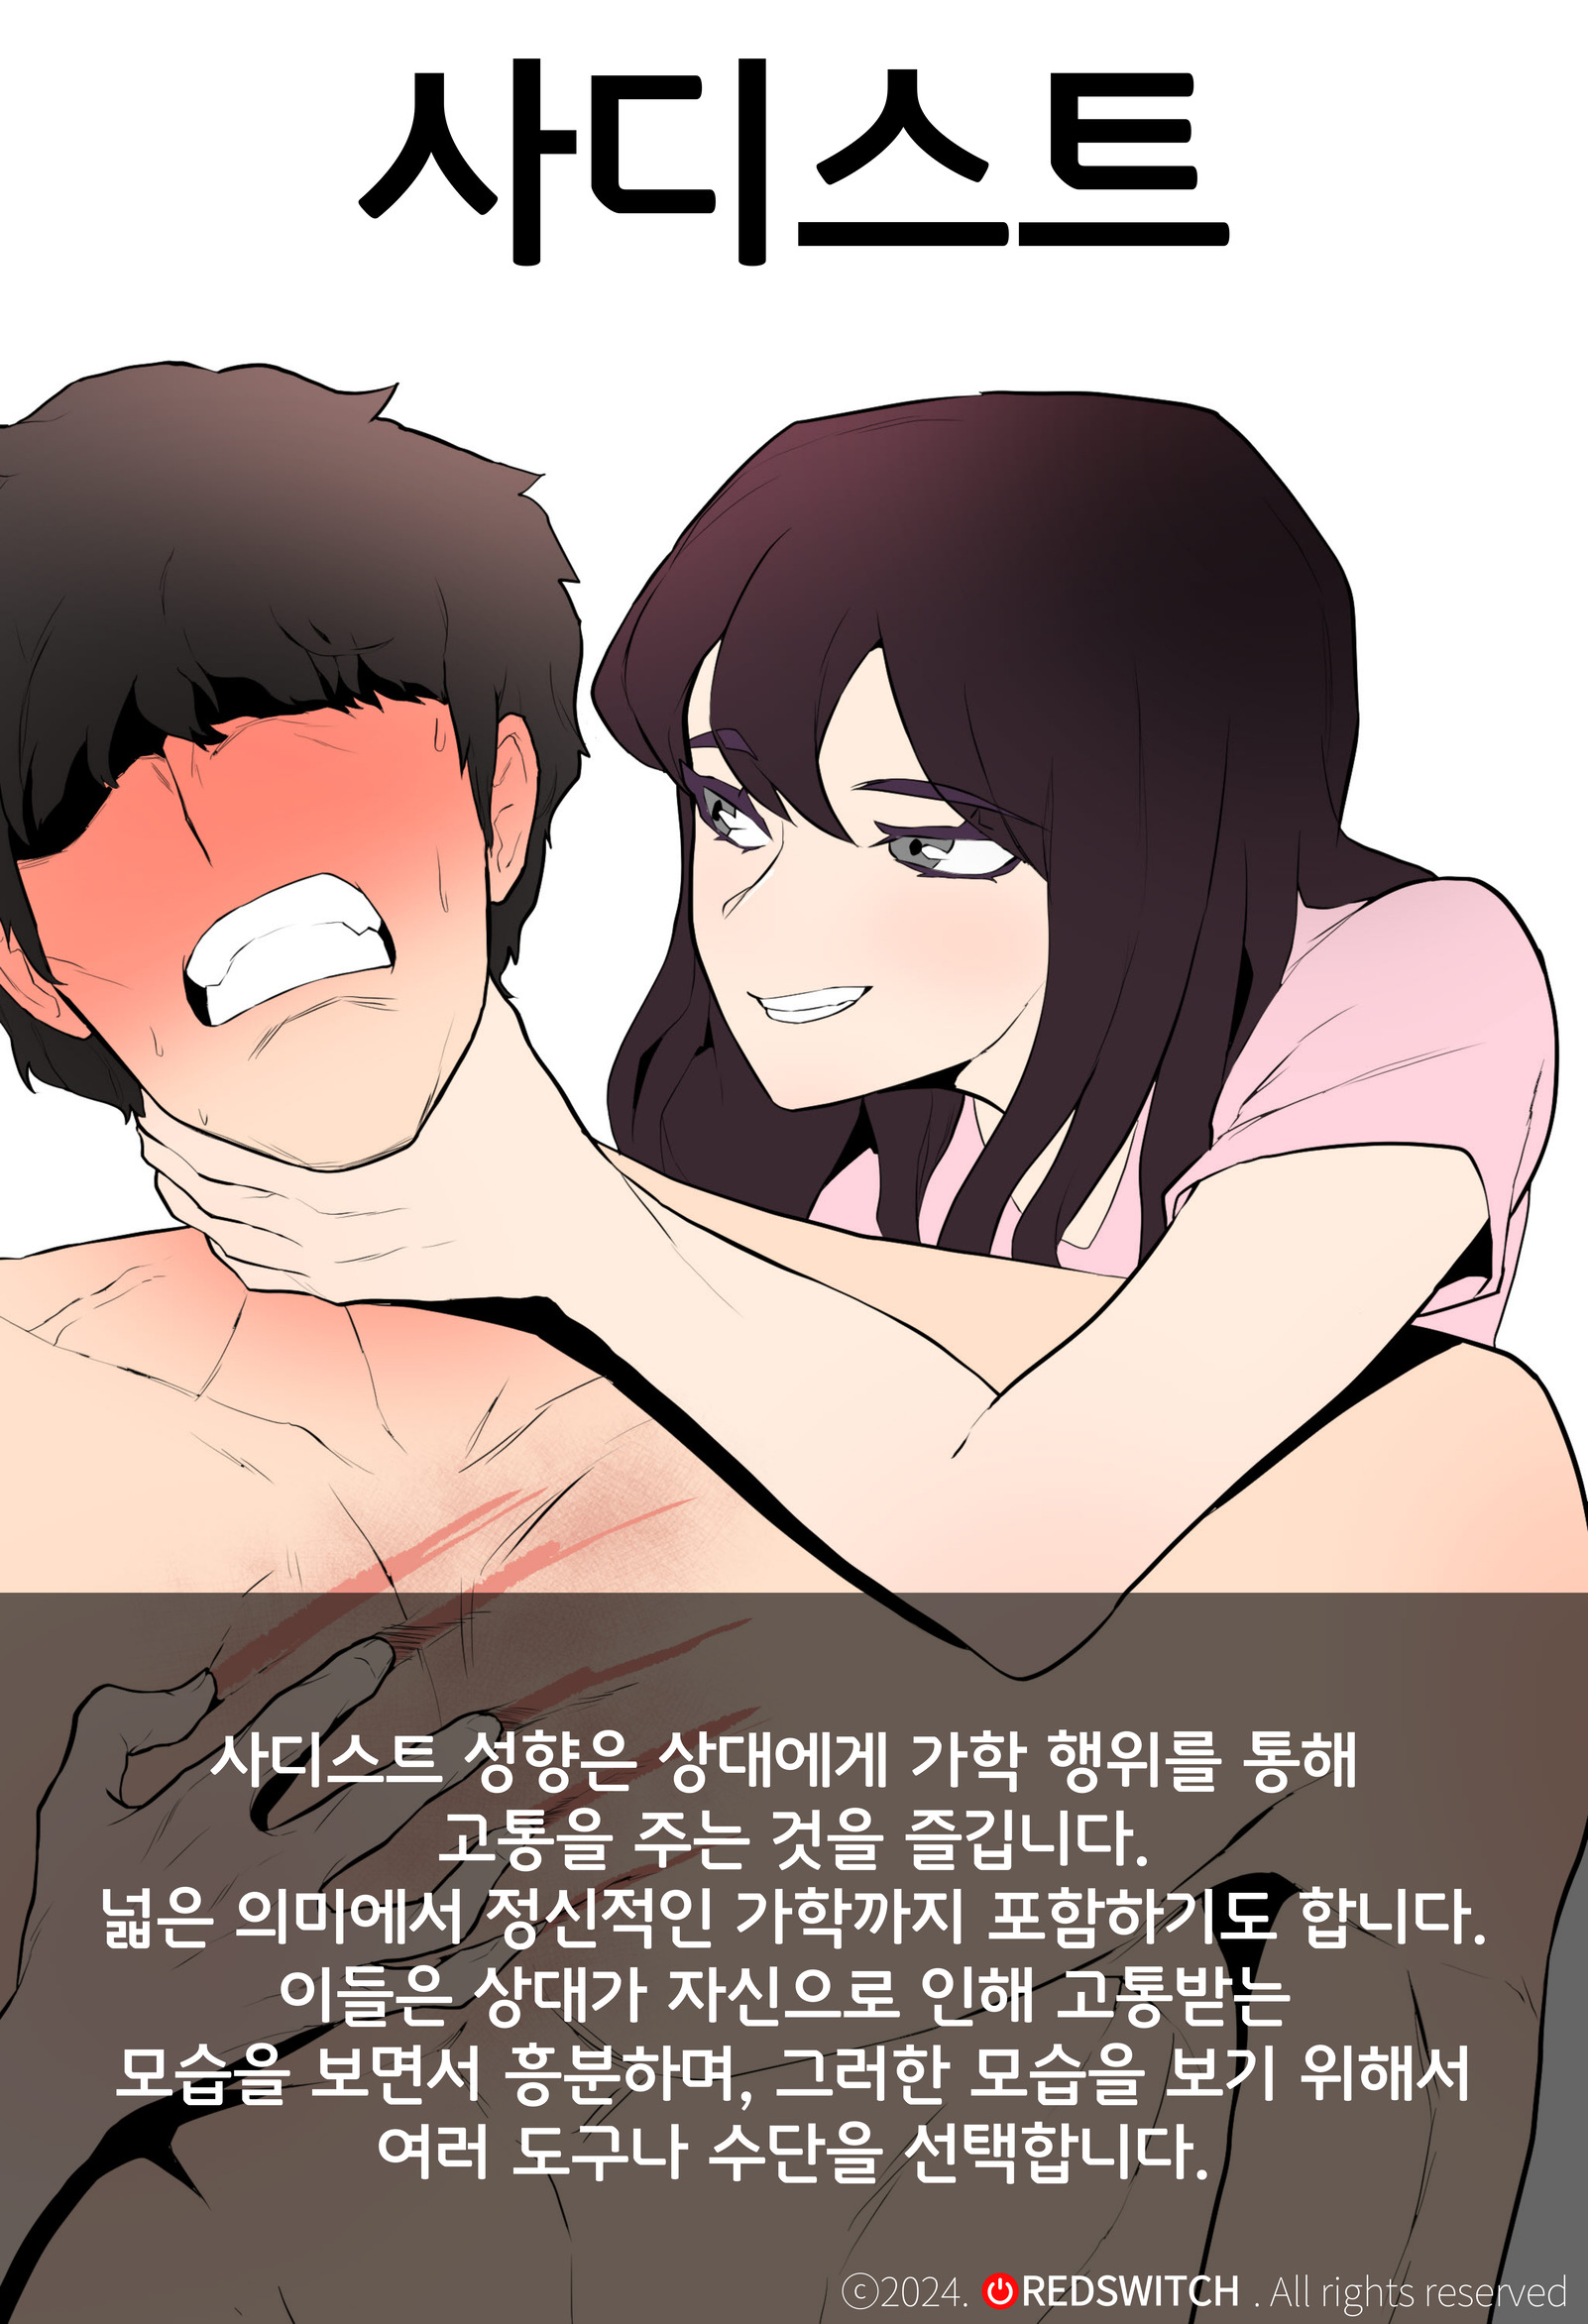 사디스트
사디스트 성향은 상대에게 가학 행위를 통해
고통을 주는 것을 즐깁니다.
넓은 의미에서 정신적인 가학까지 포함하기도 합니다.
이들은 상대가 자신으로 인해 고통받는
모습을 보면서 흥분하며, 그러한 모습을 보기 위해서
여러 도구나 수단을 선택합니다.
©2024. REDSWITCH . All rights reserved